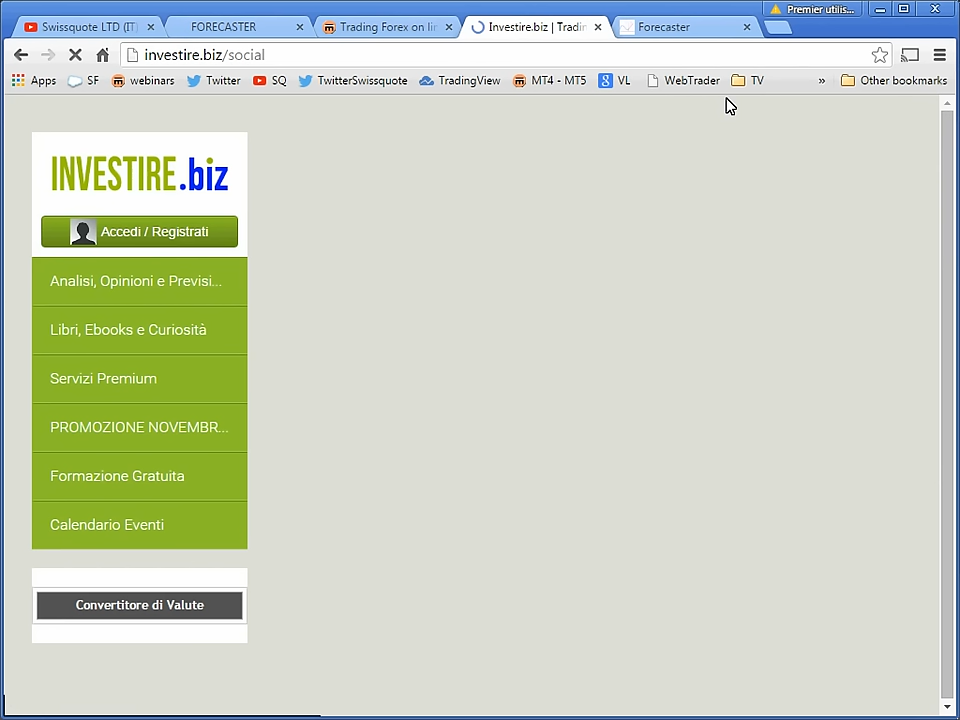 Premier utilis...
Swissquote LTD (IT)
FORECASTER
Trading Forex on lin
Investire.biz | Tradin
Forecaster
investire.biz/social
Apps SF webinars Twitter SQ TwitterSwissquote TradingView MT4 - MT5 VL WebTrader TV » Other bookmarks
INVESTIRE.biz
Accedi / Registrati
Analisi, Opinioni e Previsi...
Libri, Ebooks e Curiosità
Servizi Premium
PROMOZIONE NOVEMBR...
Formazione Gratuita
Calendario Eventi
Convertitore di Valute